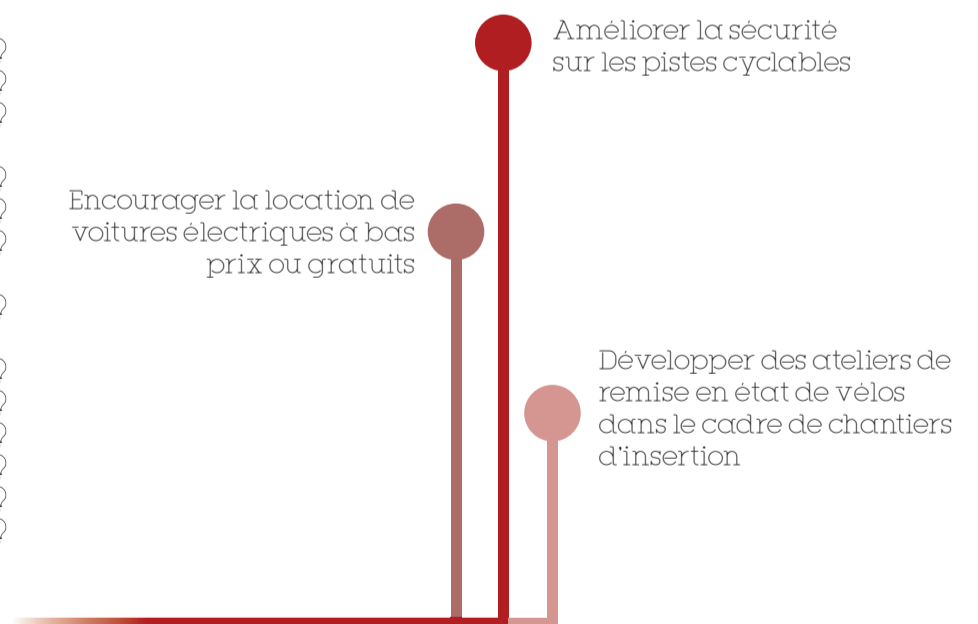 Améliorer la sécurité
sur les pistes cyclables
Encourager la location de
voitures électriques à bas
prix ou gratuits
Développer des ateliers de
remise en état de vélos
dans le cadre de chantiers
d'insertion